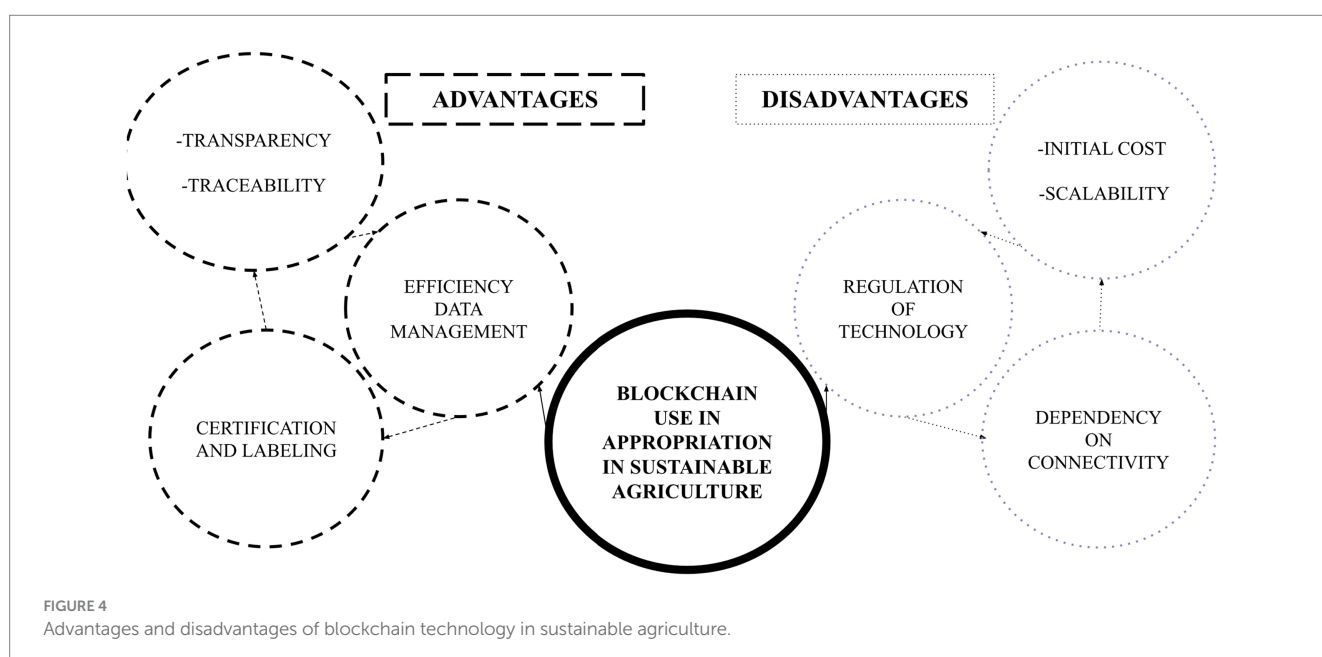 ADVANTAGES
DISADVANTAGES
-TRANSPARENCY
-TRACEABILITY
EFFICIENCY
DATA
MANAGEMENT
CERTIFICATION
AND LABELING
BLOCKCHAIN
USE IN
APPROPRIATION
IN SUSTAINABLE
AGRICULTURE
REGULATION
OF
TECHNOLOGY
-INITIAL COST
-SCALABILITY
DEPENDENCY
ON
CONNECTIVITY
FIGURE 4
Advantages and disadvantages of blockchain technology in sustainable agriculture.